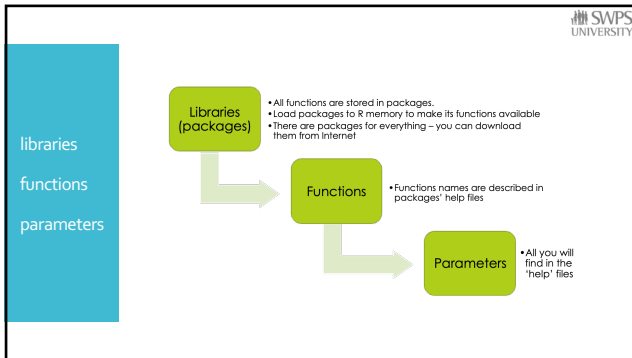 SWPS
UNIVERSITY
libraries
functions
parameters
Libraries
(packages)
•All functions are stored in packages.
•Load packages to R memory to make its functions available
•There are packages for everything – you can download
them from Internet
Functions
•Functions names are described in
packages' help files
Parameters
•All you will
find in the
'help' files